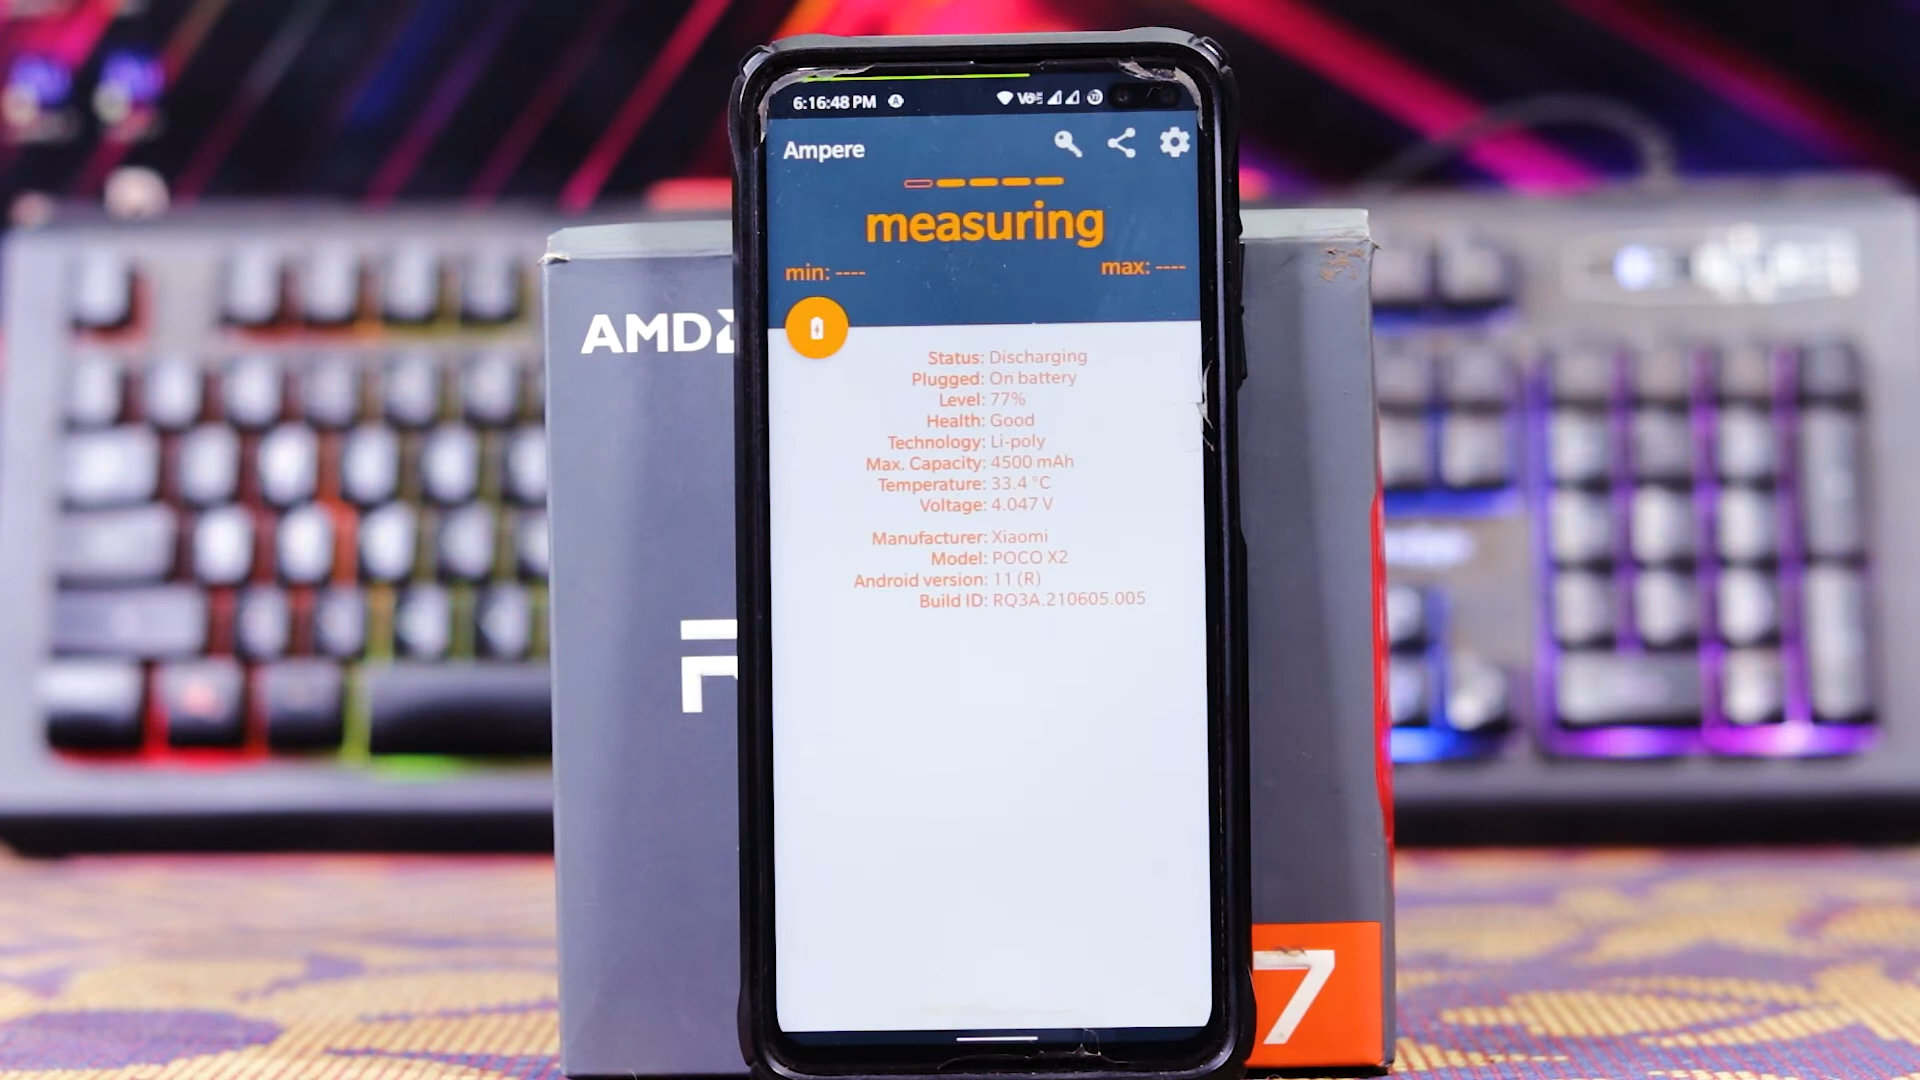 6:16:48 PM
72
Ampere
measuring
min: ----
max: ----
Status: Discharging
Plugged: On battery
Level: 77%
Health: Good
Technology: Li-poly
Max. Capacity: 4500 mAh
Temperature: 33.4 °C
Voltage: 4.047 V
Manufacturer: Xiaomi
Model: POCO X2
Android version: 11 (R)
Build ID: RQ3A.210605.005
AMD
7